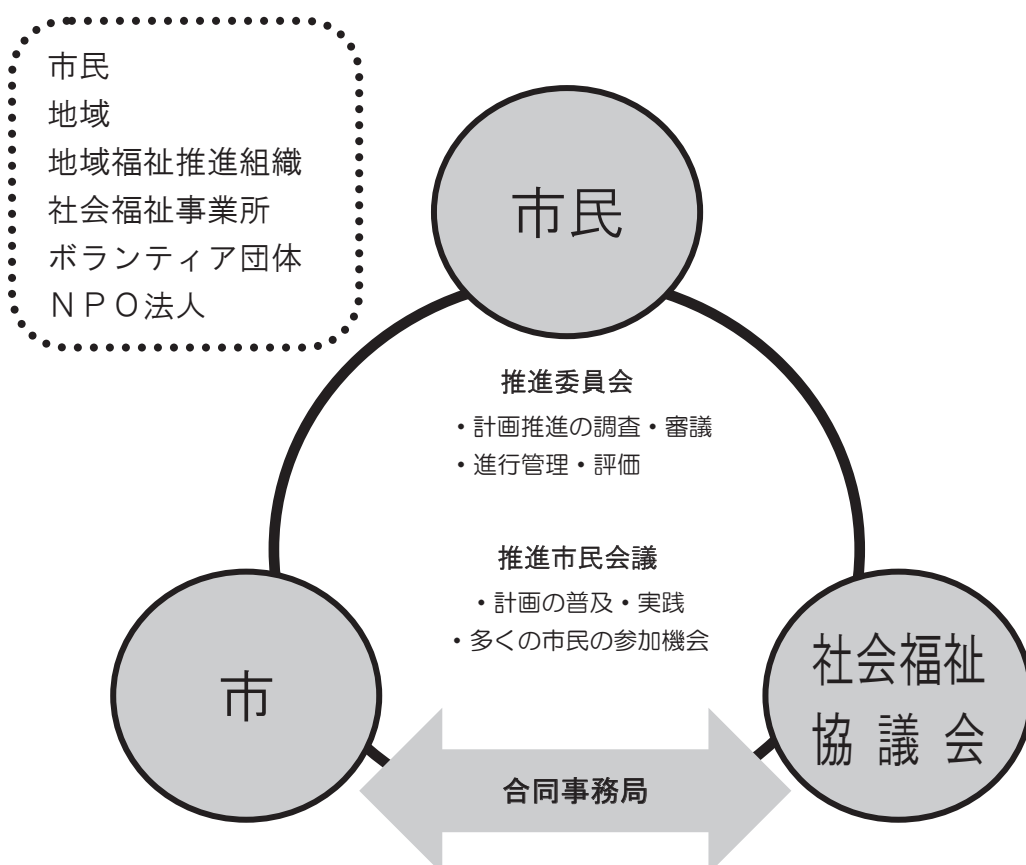 市民
地域
地域福祉推進組織
社会福祉事業所
ボランティア団体
ＮＰＯ法人
市民
推進委員会
・計画推進の調査・審議
・進行管理・評価
推進市民会議
・計画の普及・実践
・多くの市民の参加機会
市
社会福祉
協議会
合同事務局